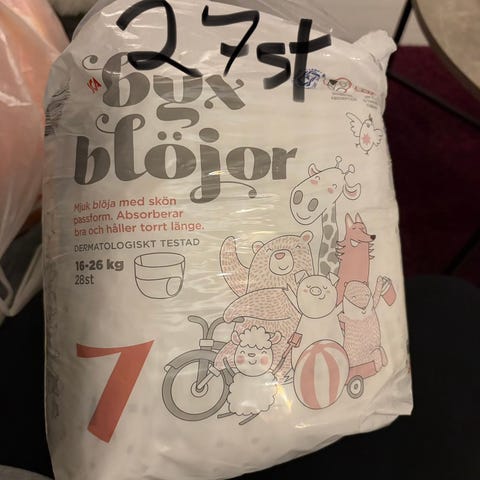 27st
ICA
byx
blöjor
Mjuk blöja med skön
passform. Absorberar
bra och håller torrt länge.
DERMATOLOGISKT TESTAD
16-26 kg
28st
7